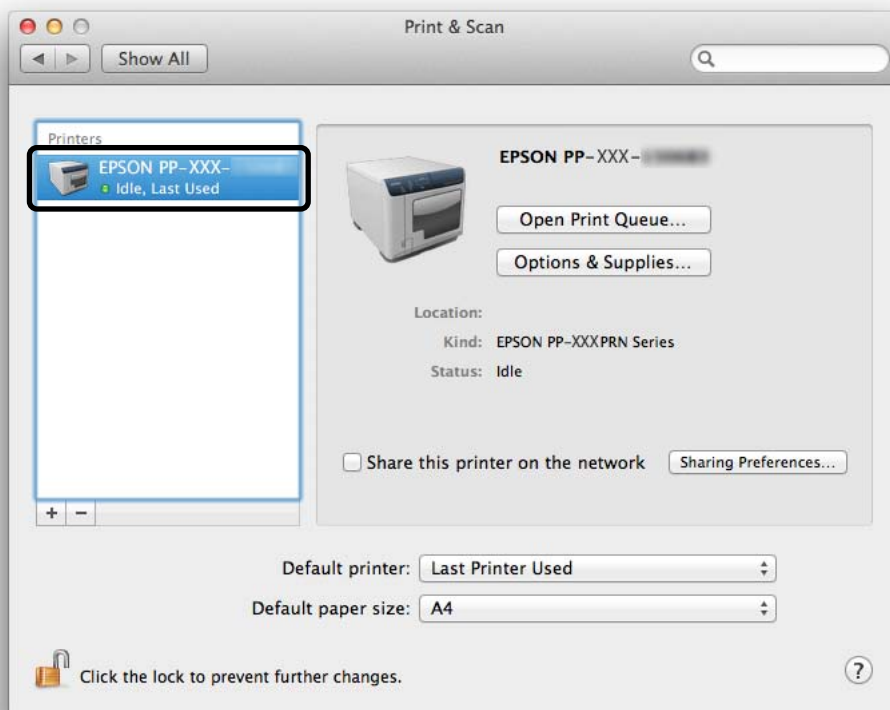 Print & Scan
Show All
Printers
EPSON PP-XXX-
Idle, Last Used
EPSON PP-XXX-
Open Print Queue...
Options & Supplies...
Location:
Kind: EPSON PP-XXXPRN Series
Status: Idle
Share this printer on the network Sharing Preferences...
+ −
Default printer: Last Printer Used
Default paper size: A4
Click the lock to prevent further changes. ?